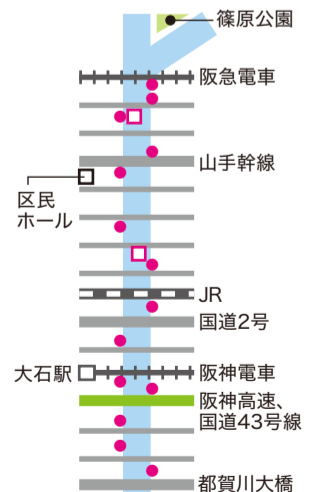 篠原公園
阪急電車
山手幹線
区民
ホール
JR
国道2号
大石駅
阪神電車
阪神高速、
国道43号線
都賀川大橋